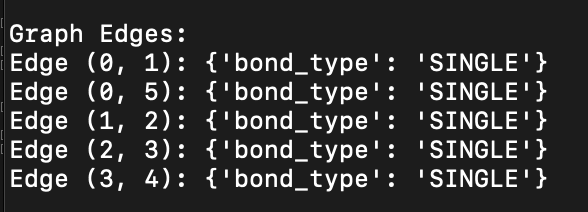 Graph Edges:
Edge (0, 1): {'bond_type': 'SINGLE'}
Edge (0, 5): {'bond_type': 'SINGLE'}
Edge (1, 2): {'bond_type': 'SINGLE'}
Edge (2, 3): {'bond_type': 'SINGLE'}
Edge (3, 4): {'bond_type': 'SINGLE'}